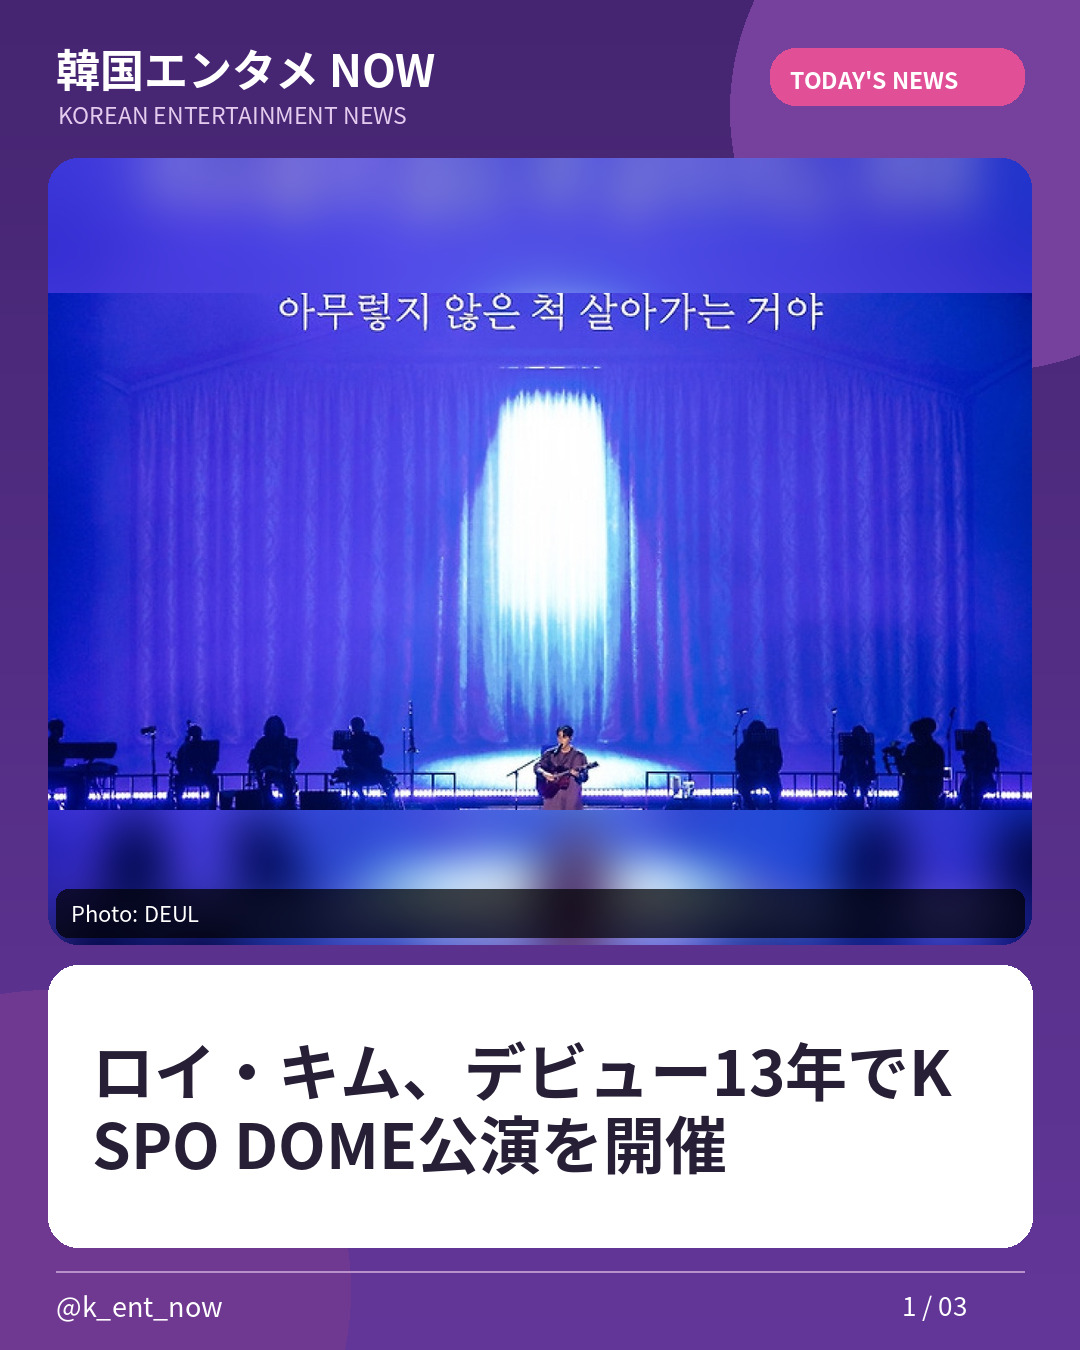 韓国エンタメ NOW
KOREAN ENTERTAINMENT NEWS
TODAY'S NEWS
아무렇지 않은 척 살아가는 거야
Photo: DEUL
ロイ・キム、デビュー13年でK
SPO DOME公演を開催
@k_ent_now
1 / 03